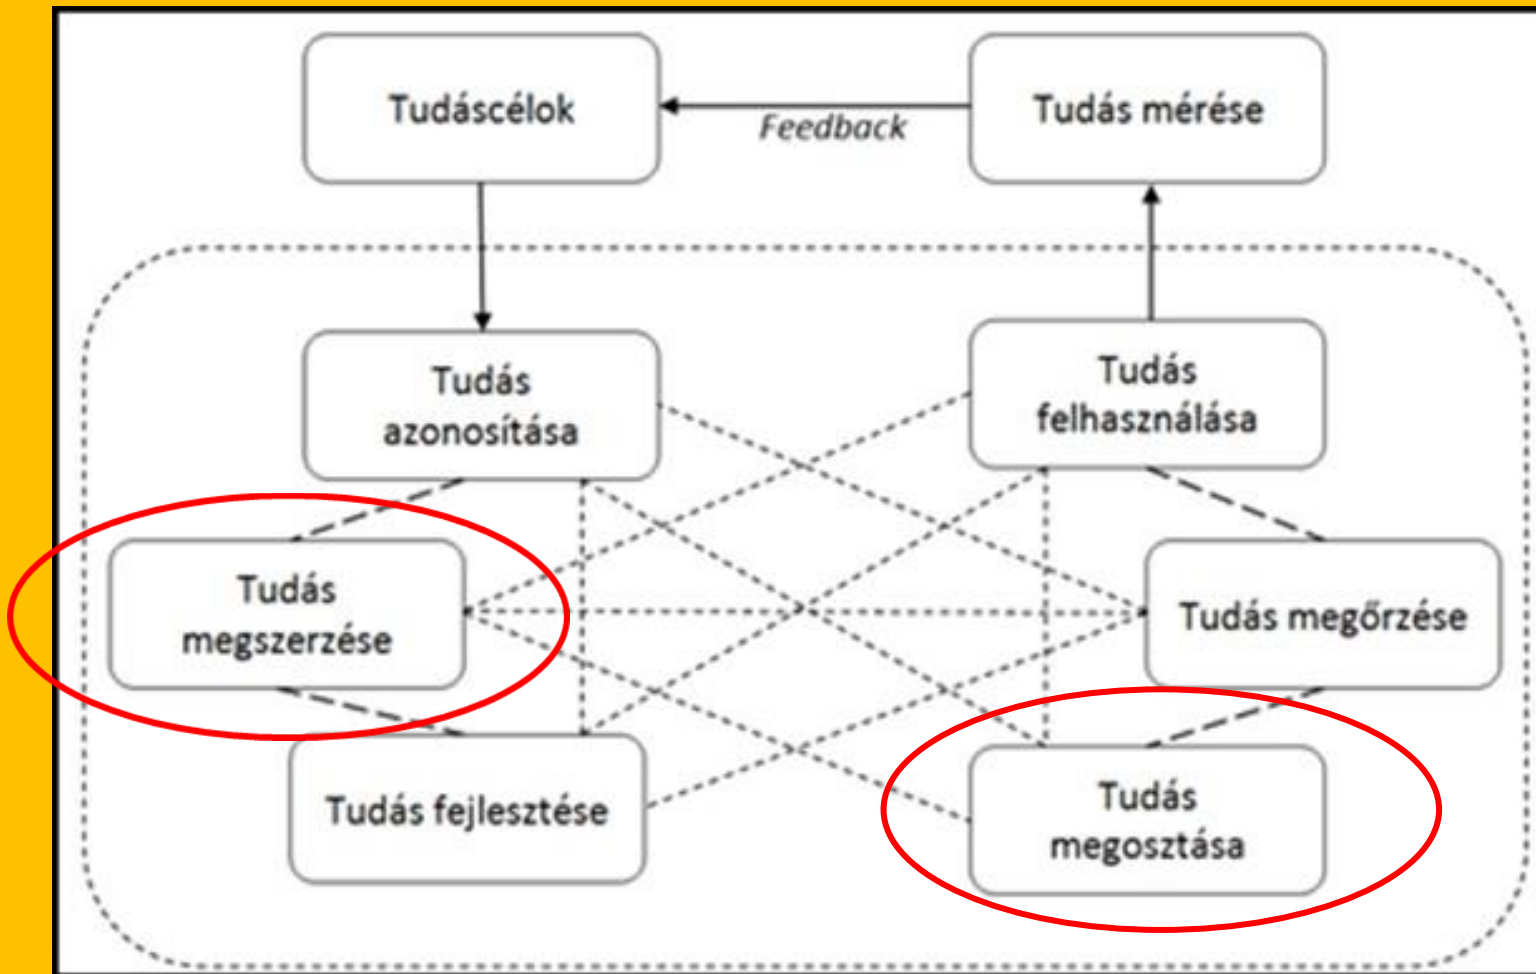 Tudáscélok
Feedback
Tudás mérése
Tudás
azonosítása
Tudás
felhasználása
Tudás
megszerzése
Tudás megőrzése
Tudás fejlesztése
Tudás
megosztása